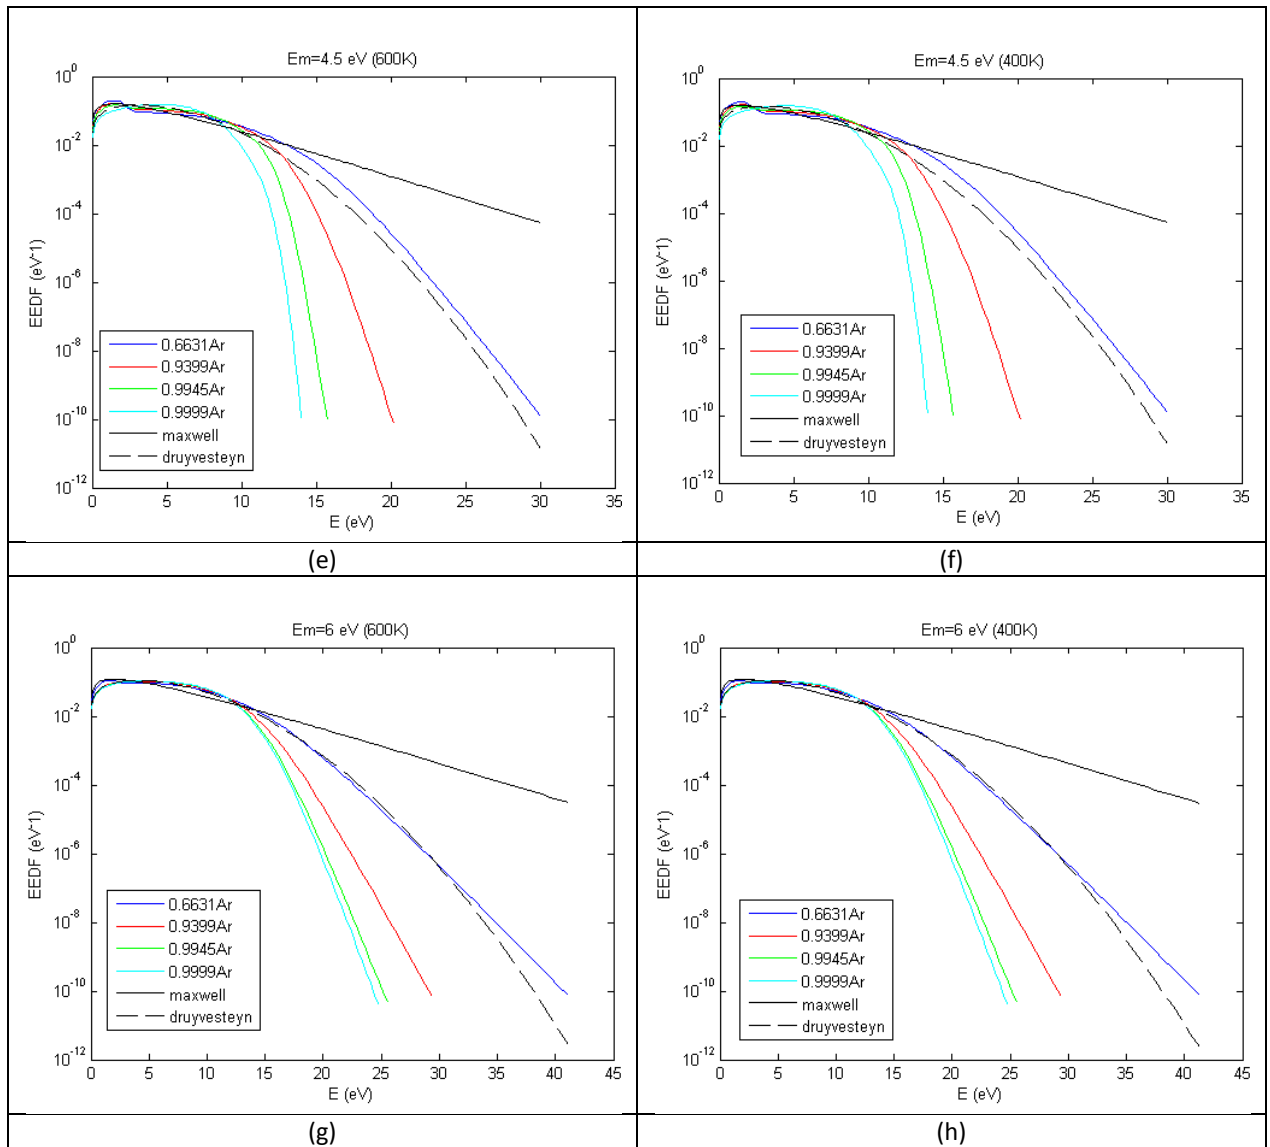 Em=4.5 eV (600K)
10^0
10^-2
10^-4
10^-6
10^-8
10^-10
10^-12
EEDF (eV^-1)
0.6631Ar
0.9399Ar
0.9945Ar
0.9999Ar
maxwell
druyvesteyn
0 5 10 15 20 25 30 35
E (eV)
(e)
Em=4.5 eV (400K)
10^0
10^-2
10^-4
10^-6
10^-8
10^-10
10^-12
EEDF (eV^-1)
0.6631Ar
0.9399Ar
0.9945Ar
0.9999Ar
maxwell
druyvesteyn
0 5 10 15 20 25 30 35
E (eV)
(f)
Em=6 eV (600K)
10^0
10^-2
10^-4
10^-6
10^-8
10^-10
10^-12
EEDF (eV^-1)
0.6631Ar
0.9399Ar
0.9945Ar
0.9999Ar
maxwell
druyvesteyn
0 5 10 15 20 25 30 35 40 45
E (eV)
(g)
Em=6 eV (400K)
10^0
10^-2
10^-4
10^-6
10^-8
10^-10
10^-12
EEDF (eV^-1)
0.6631Ar
0.9399Ar
0.9945Ar
0.9999Ar
maxwell
druyvesteyn
0 5 10 15 20 25 30 35 40 45
E (eV)
(h)